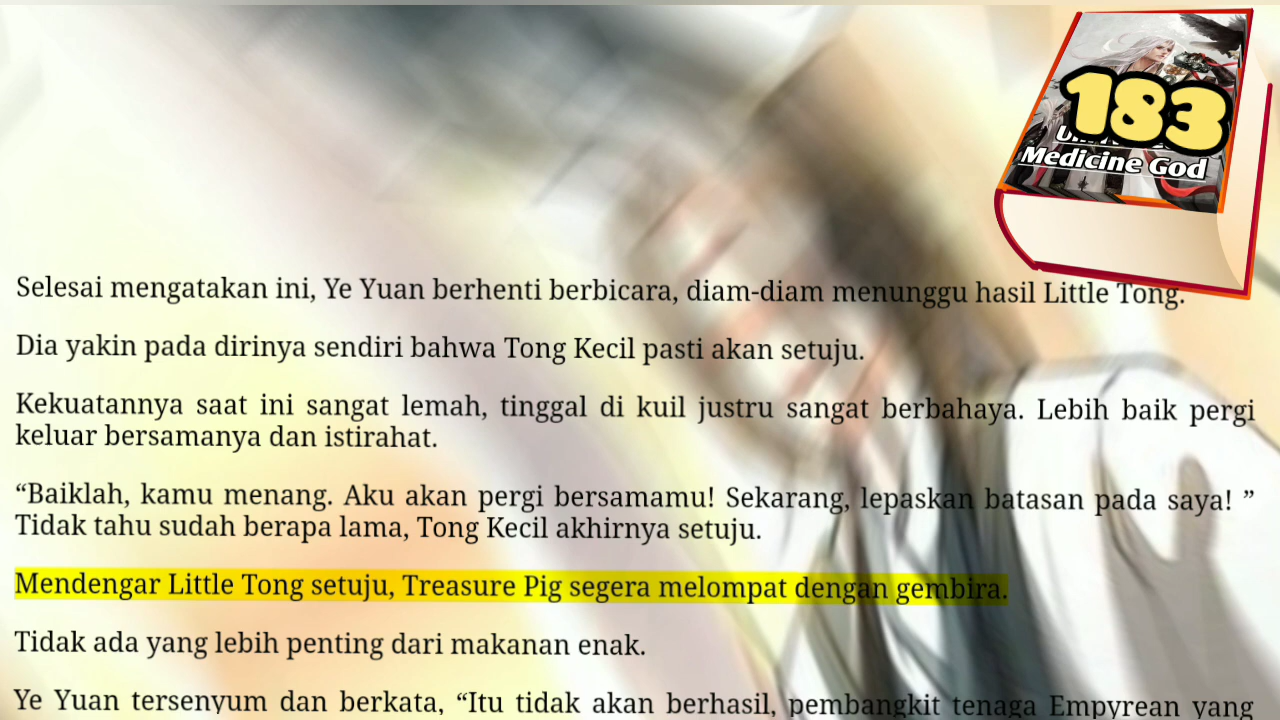 183
Medicine God
Selesai mengatakan ini, Ye Yuan berhenti berbicara, diam-diam menunggu hasil Little Tong.
Dia yakin pada dirinya sendiri bahwa Tong Kecil pasti akan setuju.
Kekuatannya saat ini sangat lemah, tinggal di kuil justru sangat berbahaya. Lebih baik pergi
keluar bersamanya dan istirahat.
“Baiklah, kamu menang. Aku akan pergi bersamamu! Sekarang, lepaskan batasan pada saya! ”
Tidak tahu sudah berapa lama, Tong Kecil akhirnya setuju.
Mendengar Little Tong setuju, Treasure Pig segera melompat dengan gembira.
Tidak ada yang lebih penting dari makanan enak.
Ye Yuan tersenyum dan berkata, “Itu tidak akan berhasil, pembangkit tenaga Empyrean yang